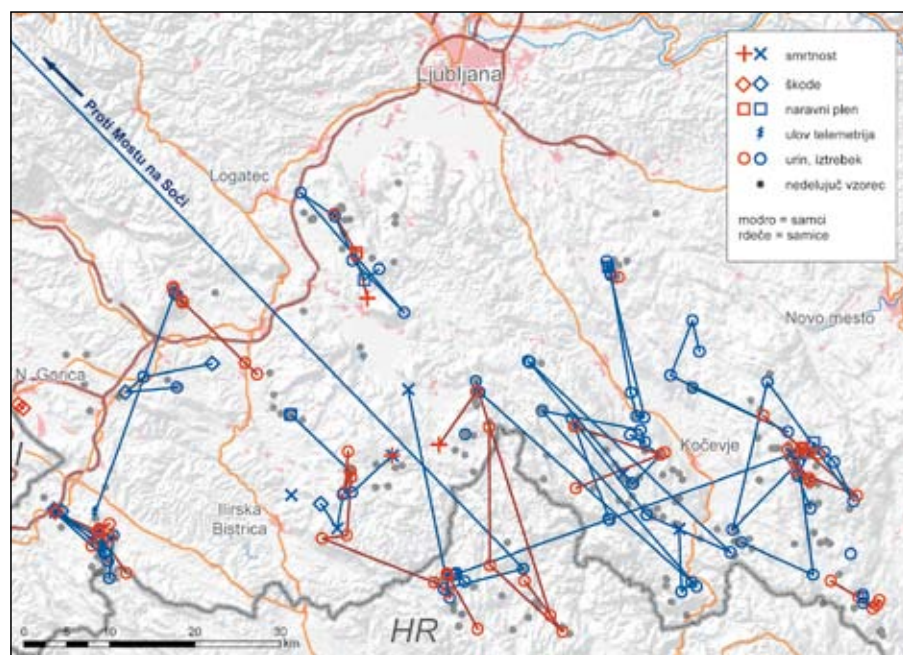 Ljubljana
smrtnost
škode
naravni plen
ulov telemetrija
urin, iztrebek
nedelujoč vzorec
modro = samci
rdeče = samice
Proti Mostu na Soči
Logatec
Novo mesto
N. Gorica
Kočevje
Ilirska
Bistrica
I
HR
0 5 10 20 30
km